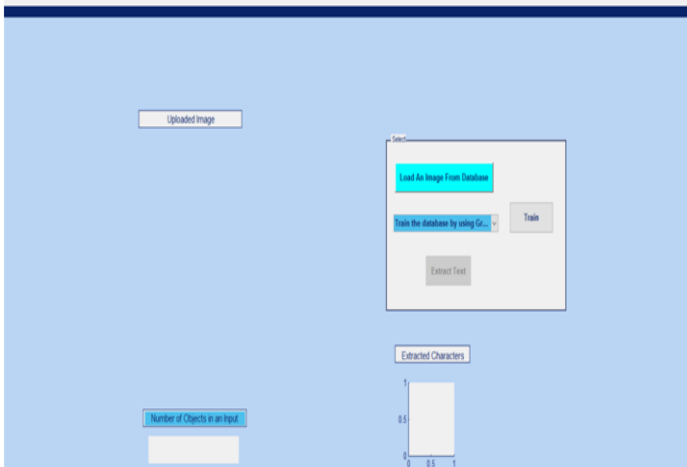 Uploaded Image
Select
Load An Image From Database
Train the database by using Gr...
Train
Extract Text
Extracted Characters
1
0.5
0
0 0.5 1
Number of Objects in an Input